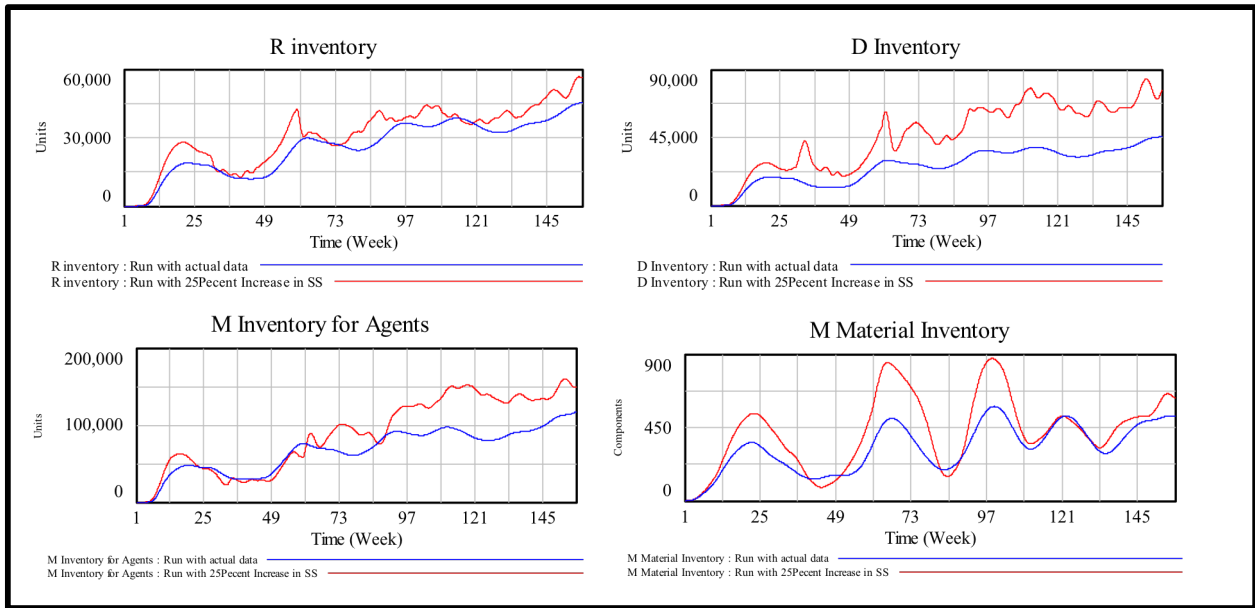 R inventory
60,000
30,000
0
Units
1 25 49 73 97 121 145
Time (Week)
R inventory : Run with actual data
R inventory : Run with 25Pecent Increase in SS
D Inventory
90,000
45,000
0
Units
1 25 49 73 97 121 145
Time (Week)
D Inventory : Run with actual data
D Inventory : Run with 25Pecent Increase in SS
M Inventory for Agents
200,000
100,000
0
Units
1 25 49 73 97 121 145
Time (Week)
M Inventory for Agents : Run with actual data
M Inventory for Agents : Run with 25Pecent Increase in SS
M Material Inventory
900
450
0
Components
1 25 49 73 97 121 145
Time (Week)
M Material Inventory : Run with actual data
M Material Inventory : Run with 25Pecent Increase in SS